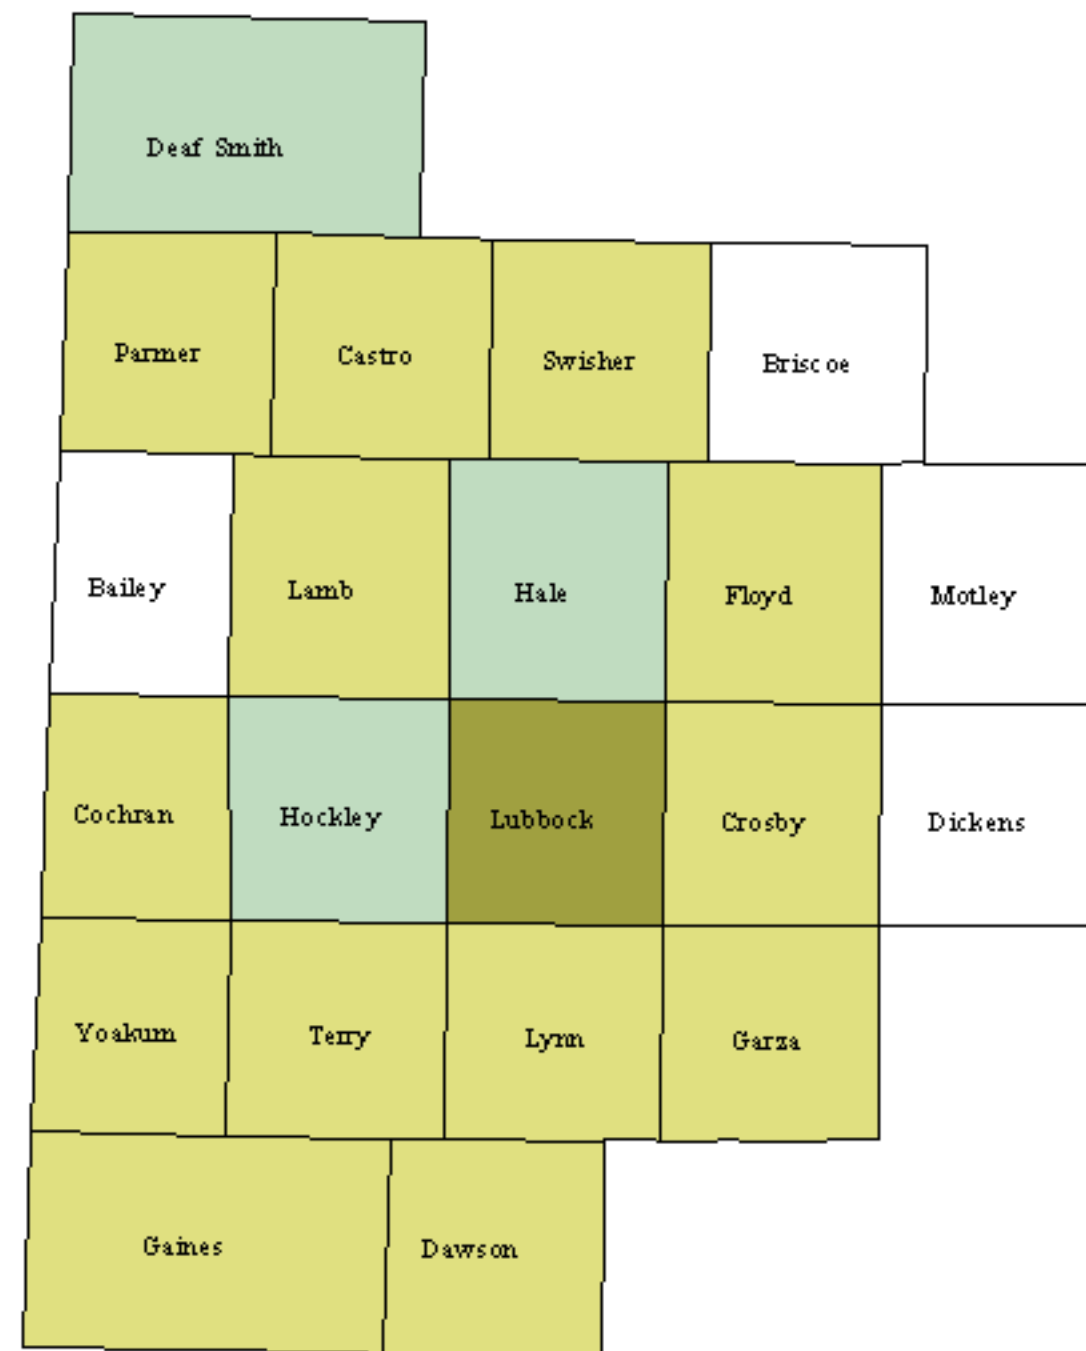 Deaf Smith
Parmer
Castro
Swisher
Briscoe
Bailey
Lamb
Hale
Floyd
Motley
Cochran
Hockley
Lubbock
Crosby
Dickens
Yoakum
Terry
Lynn
Garza
Gaines
Dawson